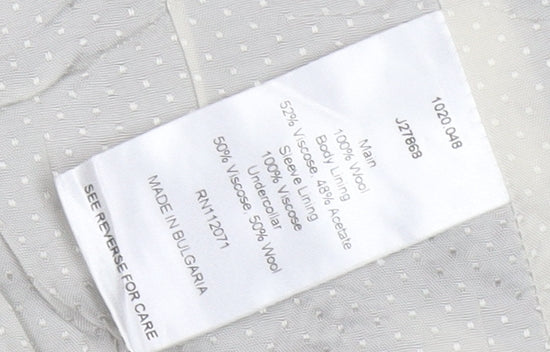 1020 048
J27868
Main
100% Wool
Body Lining
52% Viscose, 48% Acetate
Sleeve Lining
100% Viscose
Undercollar
50% Viscose, 50% Wool
RN112071
MADE IN BULGARIA
SEE REVERSE FOR CARE